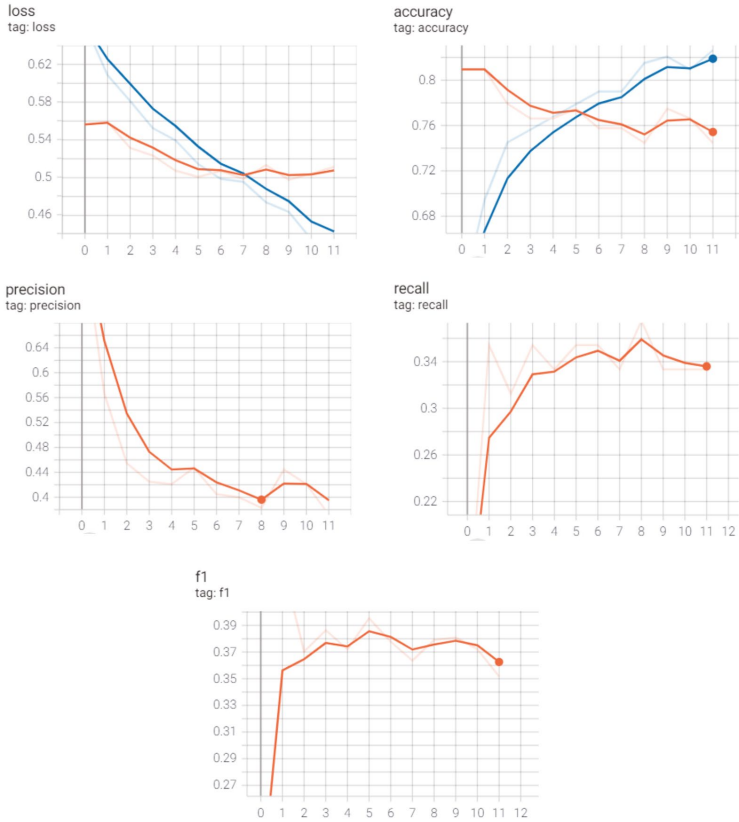 loss
tag: loss
0.62
0.58
0.54
0.5
0.46
0 1 2 3 4 5 6 7 8 9 10 11
accuracy
tag: accuracy
0.8
0.76
0.72
0.68
0 1 2 3 4 5 6 7 8 9 10 11
precision
tag: precision
0.64
0.6
0.56
0.52
0.48
0.44
0.4
0 1 2 3 4 5 6 7 8 9 10 11
recall
tag: recall
0.34
0.3
0.26
0.22
0 1 2 3 4 5 6 7 8 9 10 11 12
f1
tag: f1
0.39
0.37
0.35
0.33
0.31
0.29
0.27
0 1 2 3 4 5 6 7 8 9 10 11 12